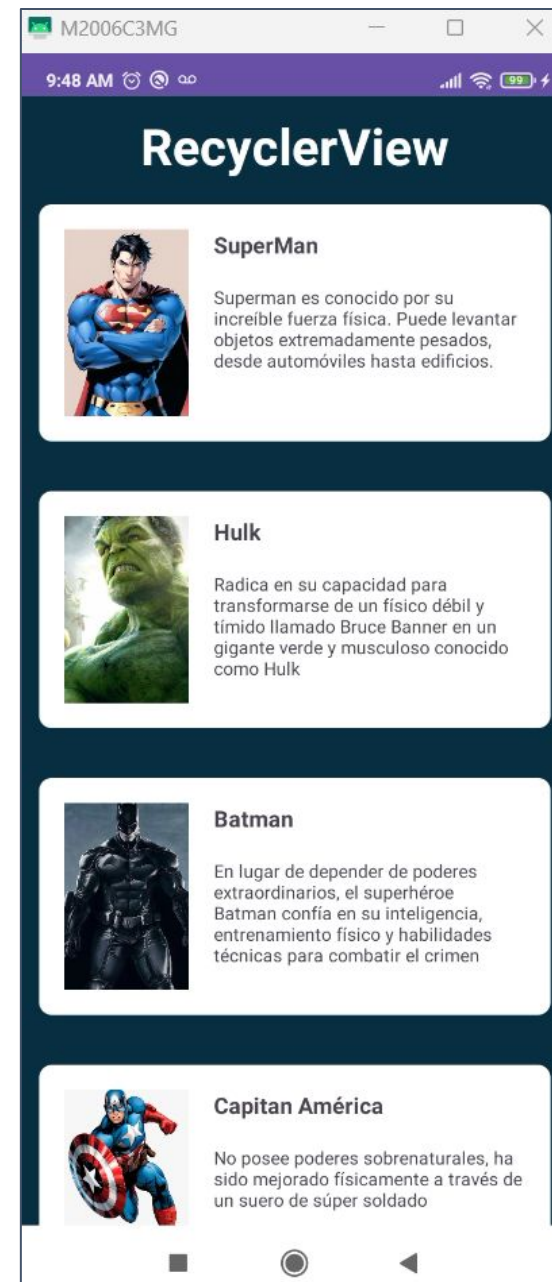 M2006C3MG
9:48 AM
99
RecyclerView
SuperMan
Superman es conocido por su
increíble fuerza física. Puede levantar
objetos extremadamente pesados,
desde automóviles hasta edificios.
Hulk
Radica en su capacidad para
transformarse de un físico débil y
tímido llamado Bruce Banner en un
gigante verde y musculoso conocido
como Hulk
Batman
En lugar de depender de poderes
extraordinarios, el superhéroe
Batman confía en su inteligencia,
entrenamiento físico y habilidades
técnicas para combatir el crimen
Capitan América
No posee poderes sobrenaturales, ha
sido mejorado físicamente a través de
un suero de súper soldado